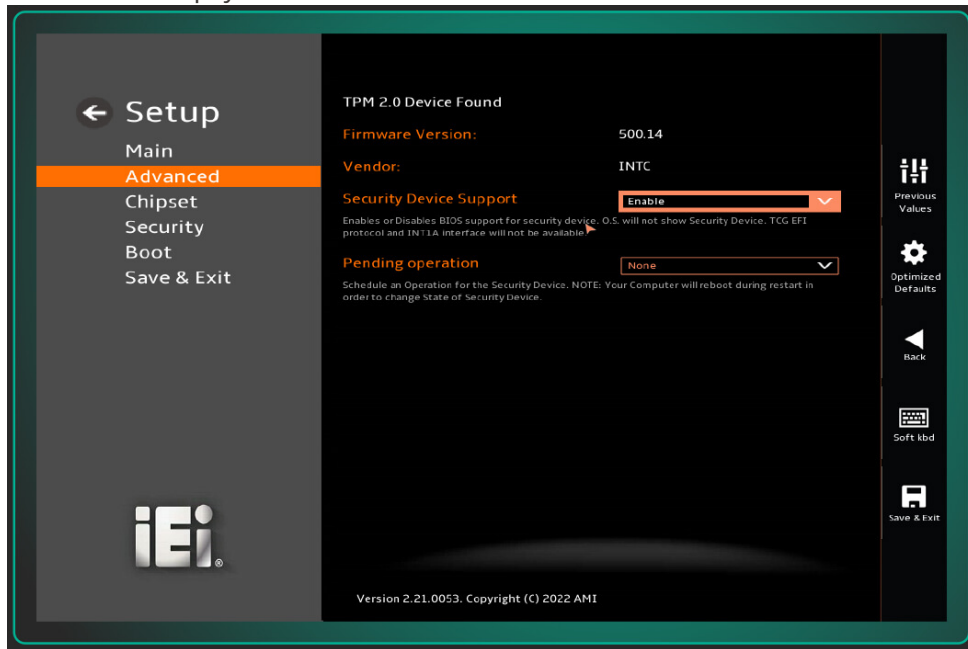 Setup
Main
Advanced
Chipset
Security
Boot
Save & Exit
TPM 2.0 Device Found
Firmware Version: 500.14
Vendor: INTC
Security Device Support Enable
Enables or Disables BIOS support for security device. O.S. will not show Security Device. TCG EFI
protocol and INT1A interface will not be available.
Pending operation None
Schedule an Operation for the Security Device. NOTE: Your Computer will reboot during restart in
order to change State of Security Device.
Previous
Values
Optimized
Defaults
Back
Soft kbd
Save & Exit
iEi®
Version 2.21.0053. Copyright (C) 2022 AMI